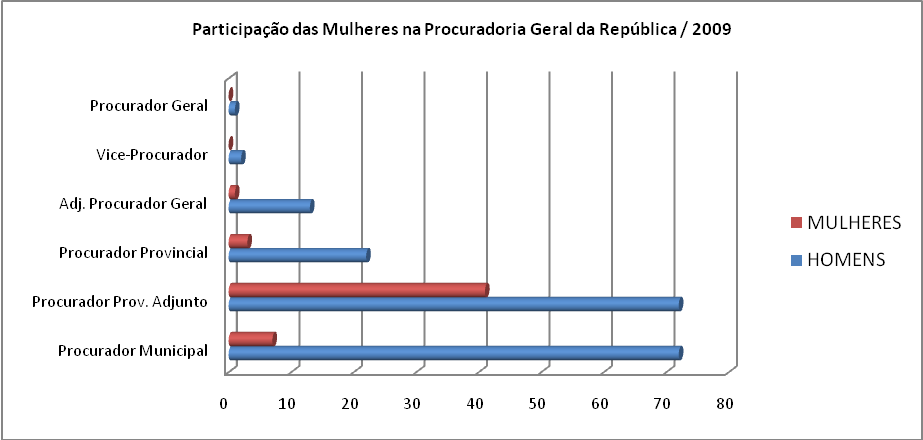 Participação das Mulheres na Procuradoria Geral da República / 2009
Procurador Geral
Vice-Procurador
Adj. Procurador Geral
Procurador Provincial
Procurador Prov. Adjunto
Procurador Municipal
0 10 20 30 40 50 60 70 80
MULHERES
HOMENS